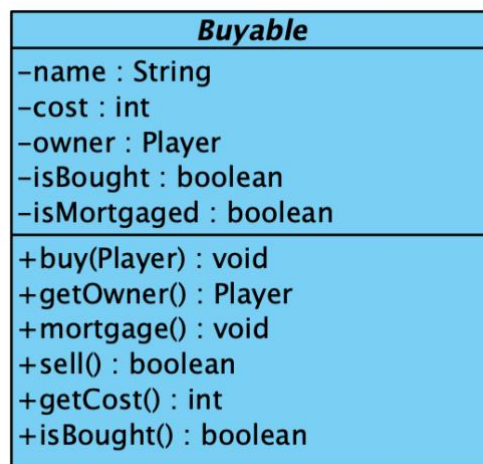 Buyable
-name : String
-cost : int
-owner : Player
-isBought : boolean
-isMortgaged : boolean
+buy(Player) : void
+getOwner() : Player
+mortgage() : void
+sell() : boolean
+getCost() : int
+isBought() : boolean